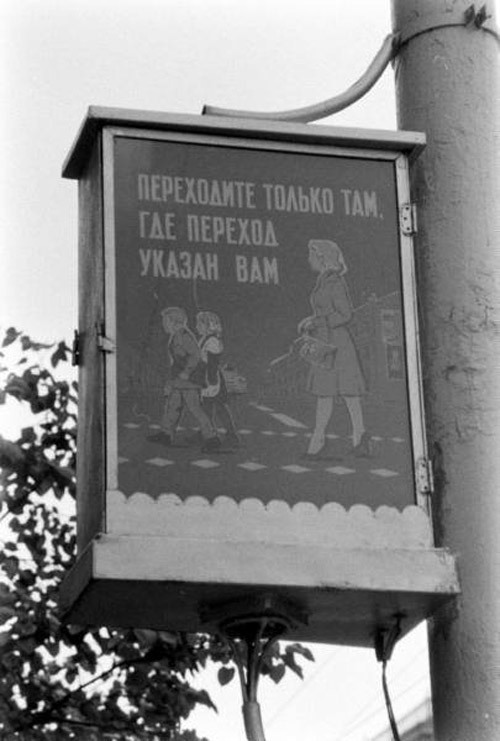 ПЕРЕХОДИТЕ ТОЛЬКО ТАМ,
ГДЕ ПЕРЕХОД
УКАЗАН ВАМ